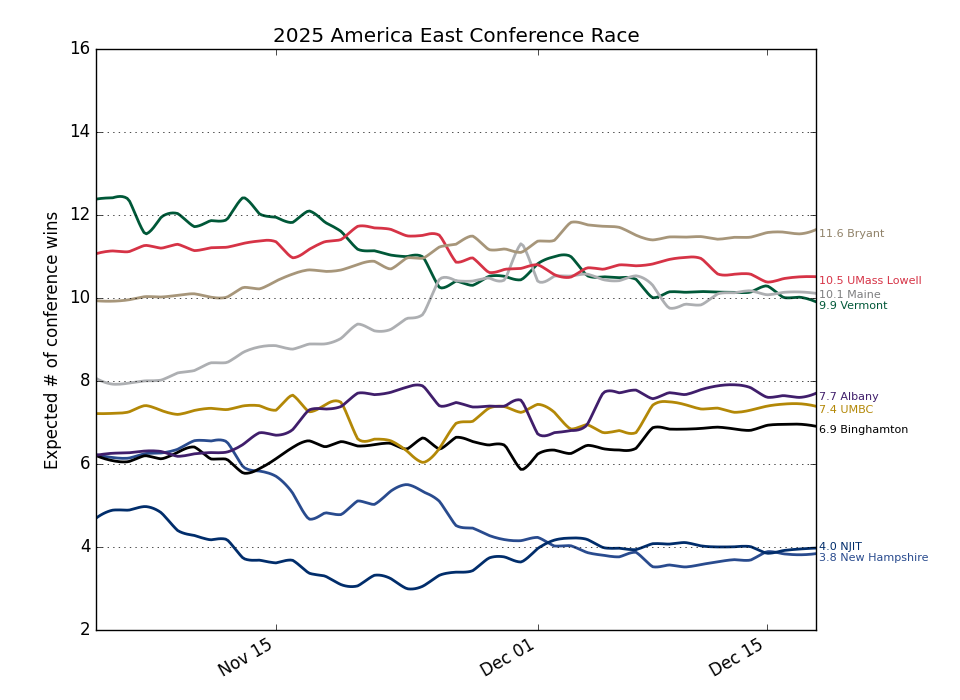 2025 America East Conference Race
Expected # of conference wins
16
14
12
10
8
6
4
2
Nov 15
Dec 01
Dec 15
11.6 Bryant
10.5 UMass Lowell
10.1 Maine
9.9 Vermont
7.7 Albany
7.4 UMBC
6.9 Binghamton
4.0 NJIT
3.8 New Hampshire